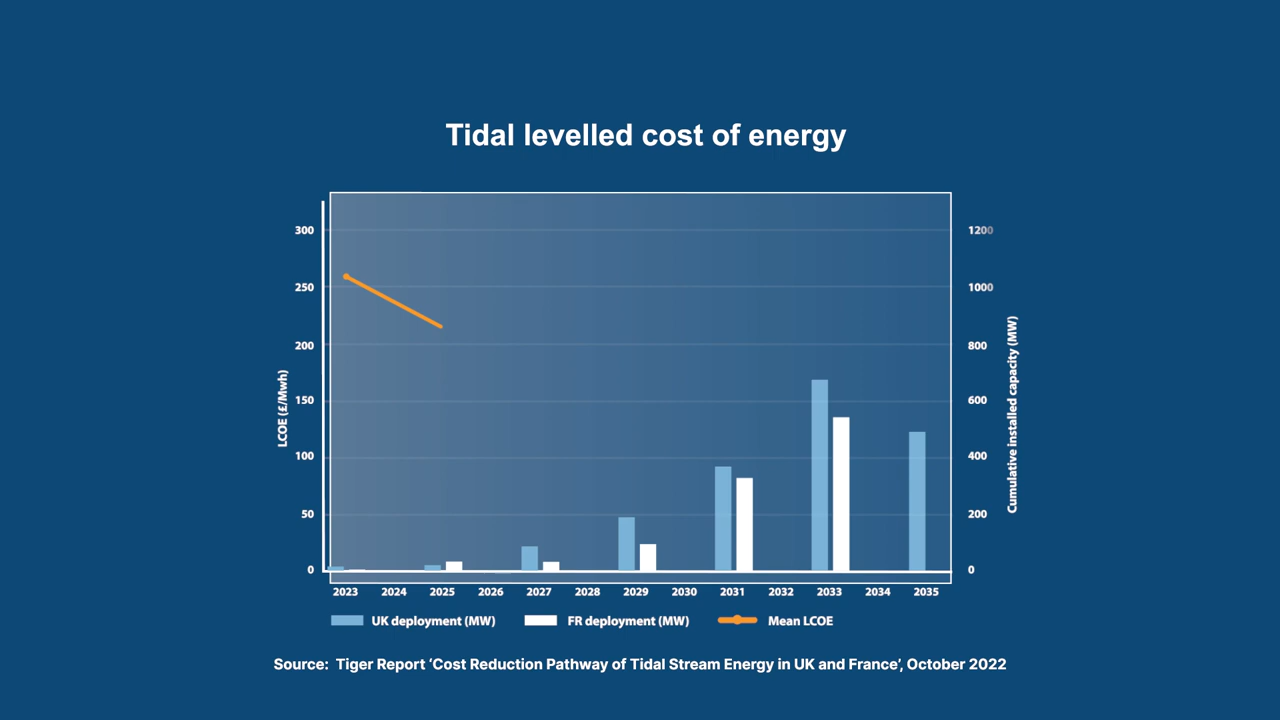 Tidal levelled cost of energy
300
250
200
150
100
50
0
LCOE (£/Mwh)
1200
1000
800
600
400
200
0
Cumulative installed capacity (MW)
2023 2024 2025 2026 2027 2028 2029 2030 2031 2032 2033 2034 2035
UK deployment (MW) FR deployment (MW) Mean LCOE
Source: Tiger Report ‘Cost Reduction Pathway of Tidal Stream Energy in UK and France’, October 2022